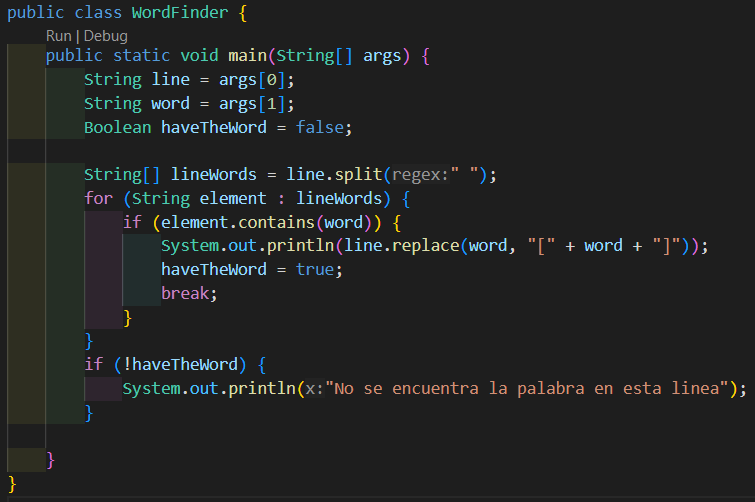 public class WordFinder {
Run | Debug
public static void main(String[] args) {
String line = args[0];
String word = args[1];
Boolean haveTheWord = false;
String[] lineWords = line.split(regex:" ");
for (String element : lineWords) {
if (element.contains(word)) {
System.out.println(line.replace(word, "[" + word + "]"));
haveTheWord = true;
break;
}
}
if (!haveTheWord) {
System.out.println(x:"No se encuentra la palabra en esta linea");
}
}
}